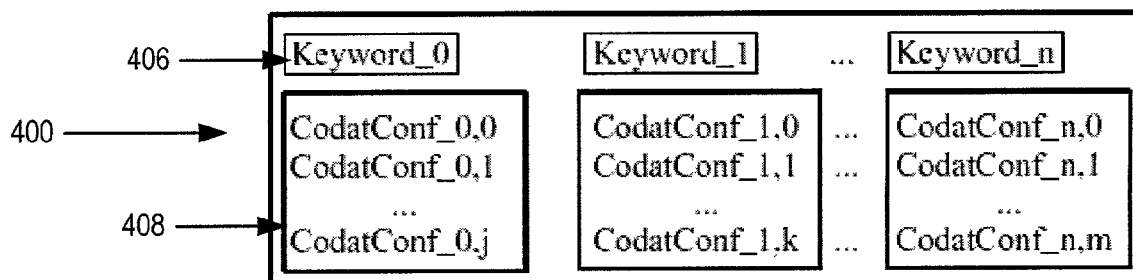 406 Keyword_0 Keyword_1 ... Keyword_n
400 CodatConf_0,0 CodatConf_1,0 ... CodatConf_n,0
CodatConf_0,1 CodatConf_1,1 ... CodatConf_n,1
... ... ...
408 CodatConf_0,j CodatConf_1,k ... CodatConf_n,m